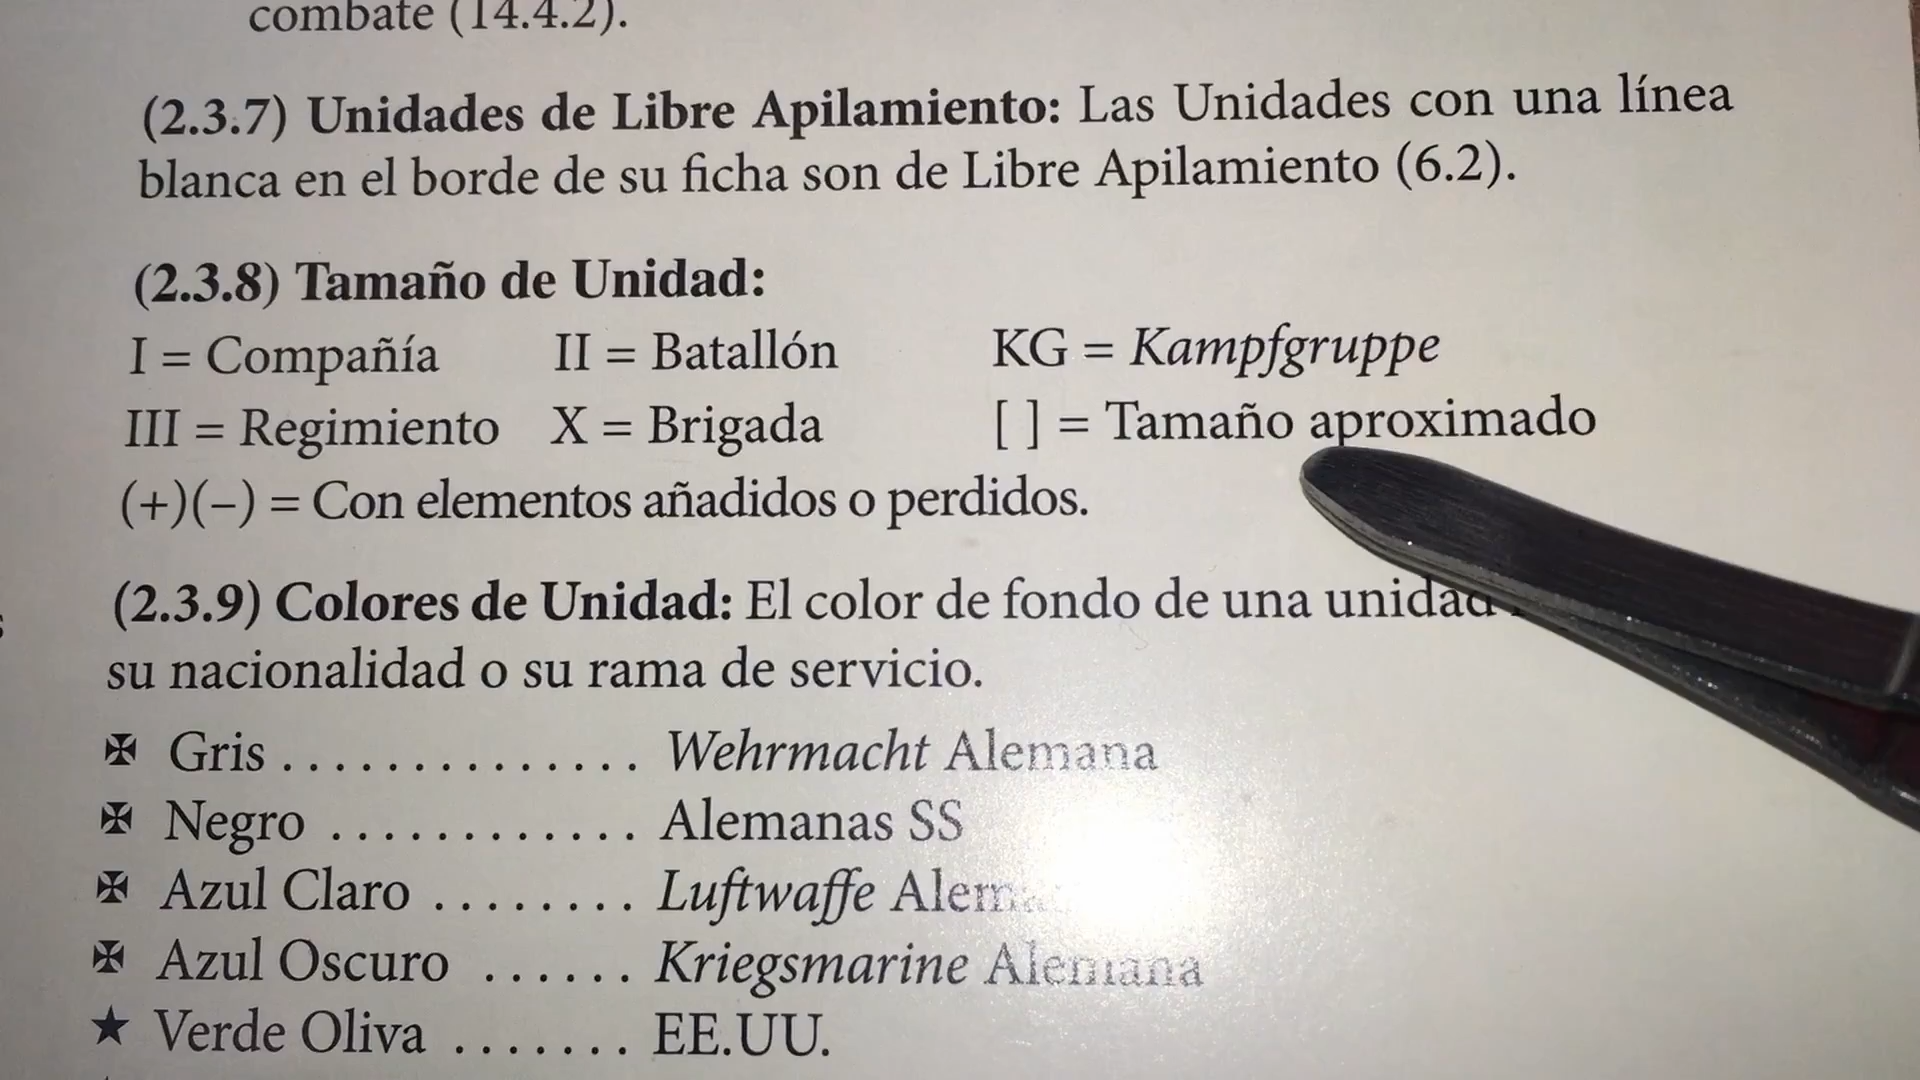 combate (14.4.2).
(2.3.7) Unidades de Libre Apilamiento: Las Unidades con una línea
blanca en el borde de su ficha son de Libre Apilamiento (6.2).
(2.3.8) Tamaño de Unidad:
I = Compañía II = Batallón KG = Kampfgruppe
III = Regimiento X = Brigada [ ] = Tamaño aproximado
(+)(–) = Con elementos añadidos o perdidos.
(2.3.9) Colores de Unidad: El color de fondo de una unidad
su nacionalidad o su rama de servicio.
✠ Gris . . . . . . . . . . . . . . Wehrmacht Alemana
✠ Negro . . . . . . . . . . . . Alemanas SS
✠ Azul Claro . . . . . . . . Luftwaffe
✠ Azul Oscuro . . . . . . Kriegsmarine Alemana
★ Verde Oliva . . . . . . . EE.UU.